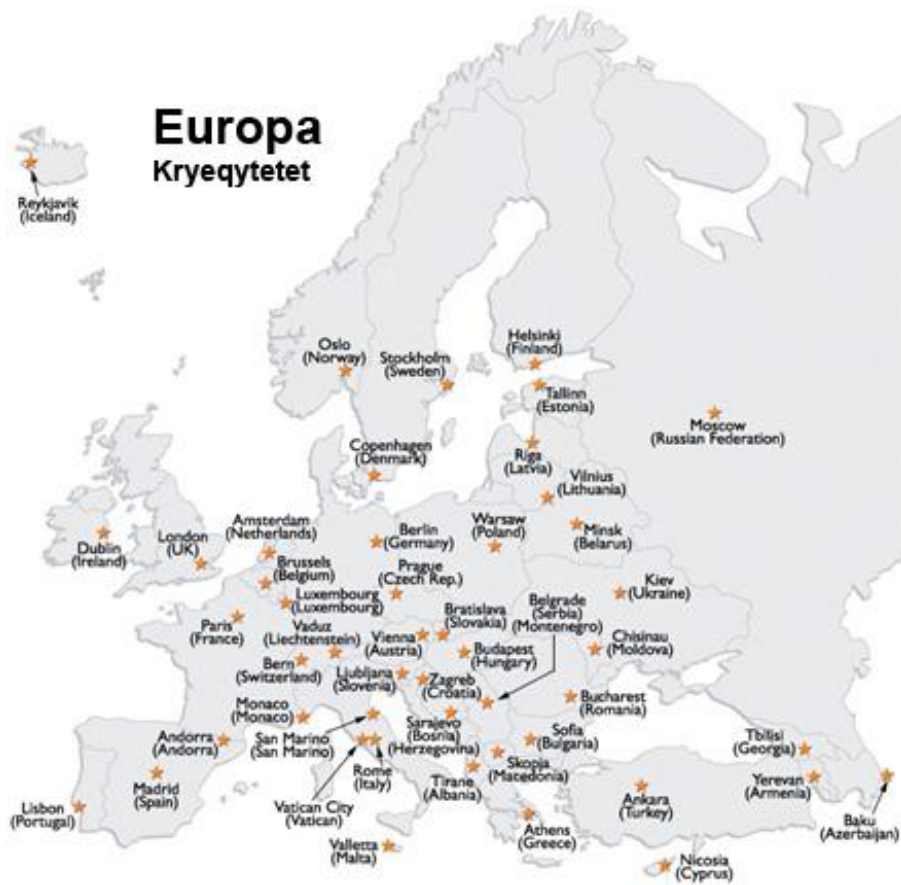 Europa
Kryeqytetet
Reykjavik
(Iceland)
Oslo
(Norway)
Stockholm
(Sweden)
Helsinki
(Finland)
Tallinn
(Estonia)
Moscow
(Russian Federation)
Copenhagen
(Denmark)
Riga
(Latvia)
Vilnius
(Lithuania)
Dublin
(Ireland)
London
(UK)
Amsterdam
(Netherlands)
Berlin
(Germany)
Warsaw
(Poland)
Minsk
(Belarus)
Brussels
(Belgium)
Prague
(Czech Rep.)
Kiev
(Ukraine)
Luxembourg
(Luxembourg)
Paris
(France)
Vaduz
(Liechtenstein)
Vienna
(Austria)
Bratislava
(Slovakia)
Belgrade
(Serbia)
(Montenegro)
Chisinau
(Moldova)
Bern
(Switzerland)
Ljubljana
(Slovenia)
Zagreb
(Croatia)
Budapest
(Hungary)
Bucharest
(Romania)
Monaco
(Monaco)
San Marino
(San Marino)
Sarajevo
(Bosnia)
(Herzegovina)
Sofia
(Bulgaria)
Tbilisi
(Georgia)
Andorra
(Andorra)
Rome
(Italy)
Skopja
(Macedonia)
Madrid
(Spain)
Tirane
(Albania)
Ankara
(Turkey)
Yerevan
(Armenia)
Lisbon
(Portugal)
Vatican City
(Vatican)
Athens
(Greece)
Baku
(Azerbaijan)
Valletta
(Malta)
Nicosia
(Cyprus)